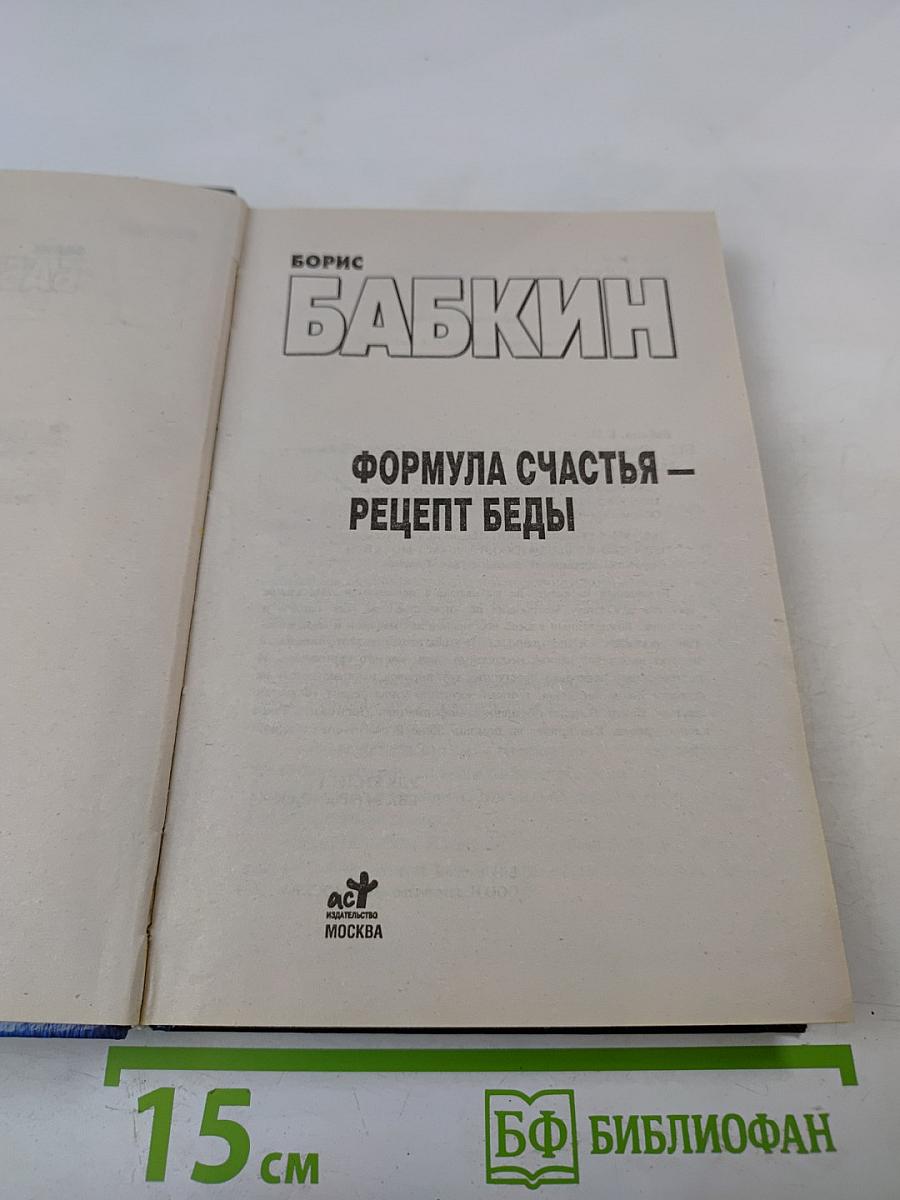 БОРИС
БАБКИН
ФОРМУЛА СЧАСТЬЯ —
РЕЦЕПТ БЕДЫ
аст
ИЗДАТЕЛЬСТВО
МОСКВА
15 см
БФ БИБЛИОФАН